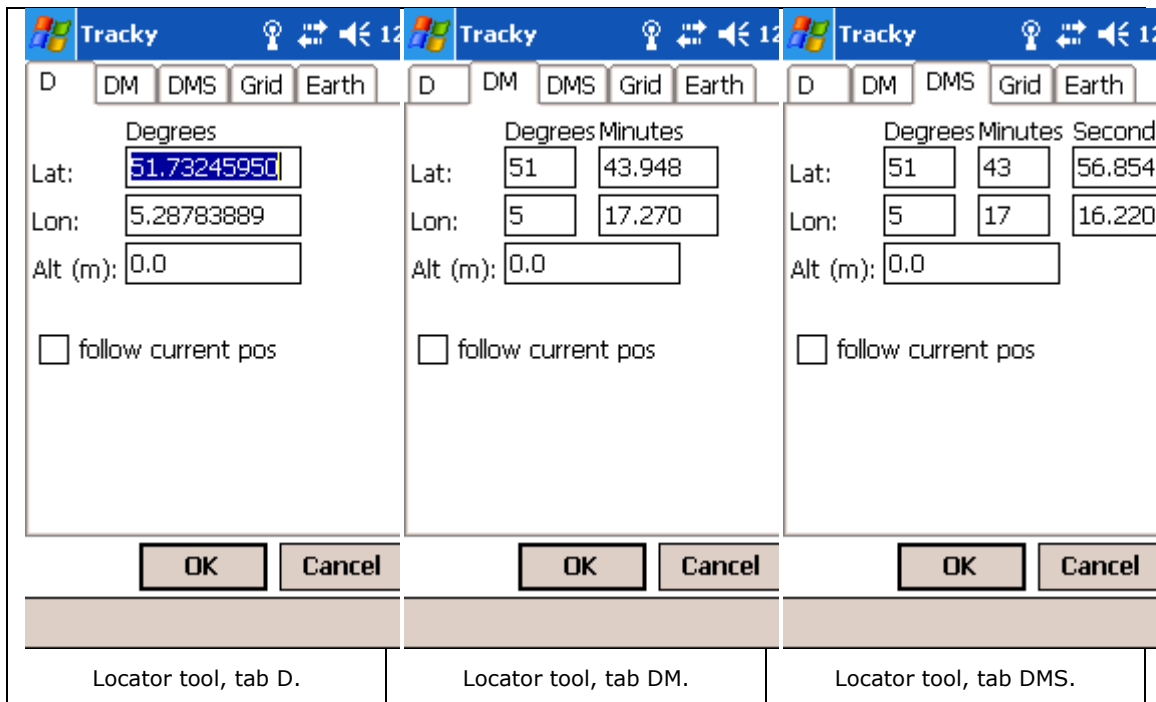 Tracky 12
D DM DMS Grid Earth
Degrees
Lat: 51.73245950
Lon: 5.28783889
Alt (m): 0.0
follow current pos
OK Cancel
Locator tool, tab D.
Tracky 12
D DM DMS Grid Earth
Degrees Minutes
Lat: 51 43.948
Lon: 5 17.270
Alt (m): 0.0
follow current pos
OK Cancel
Locator tool, tab DM.
Tracky 12
D DM DMS Grid Earth
Degrees Minutes Second
Lat: 51 43 56.854
Lon: 5 17 16.220
Alt (m): 0.0
follow current pos
OK Cancel
Locator tool, tab DMS.